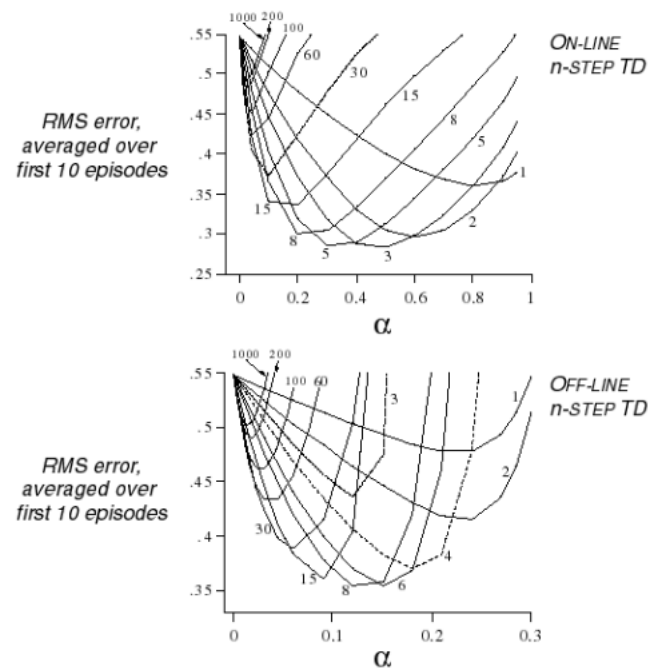 1000 200
100
60
30
15
8
5
1
2
3
5
8
15
ON-LINE
n-STEP TD
RMS error,
averaged over
first 10 episodes
.55
.5
.45
.4
.35
.3
.25
0 0.2 0.4 0.6 0.8 1
α
1000 200
100 60
3
1
2
4
6
8
15
30
OFF-LINE
n-STEP TD
RMS error,
averaged over
first 10 episodes
.55
.5
.45
.4
.35
0 0.1 0.2 0.3
α